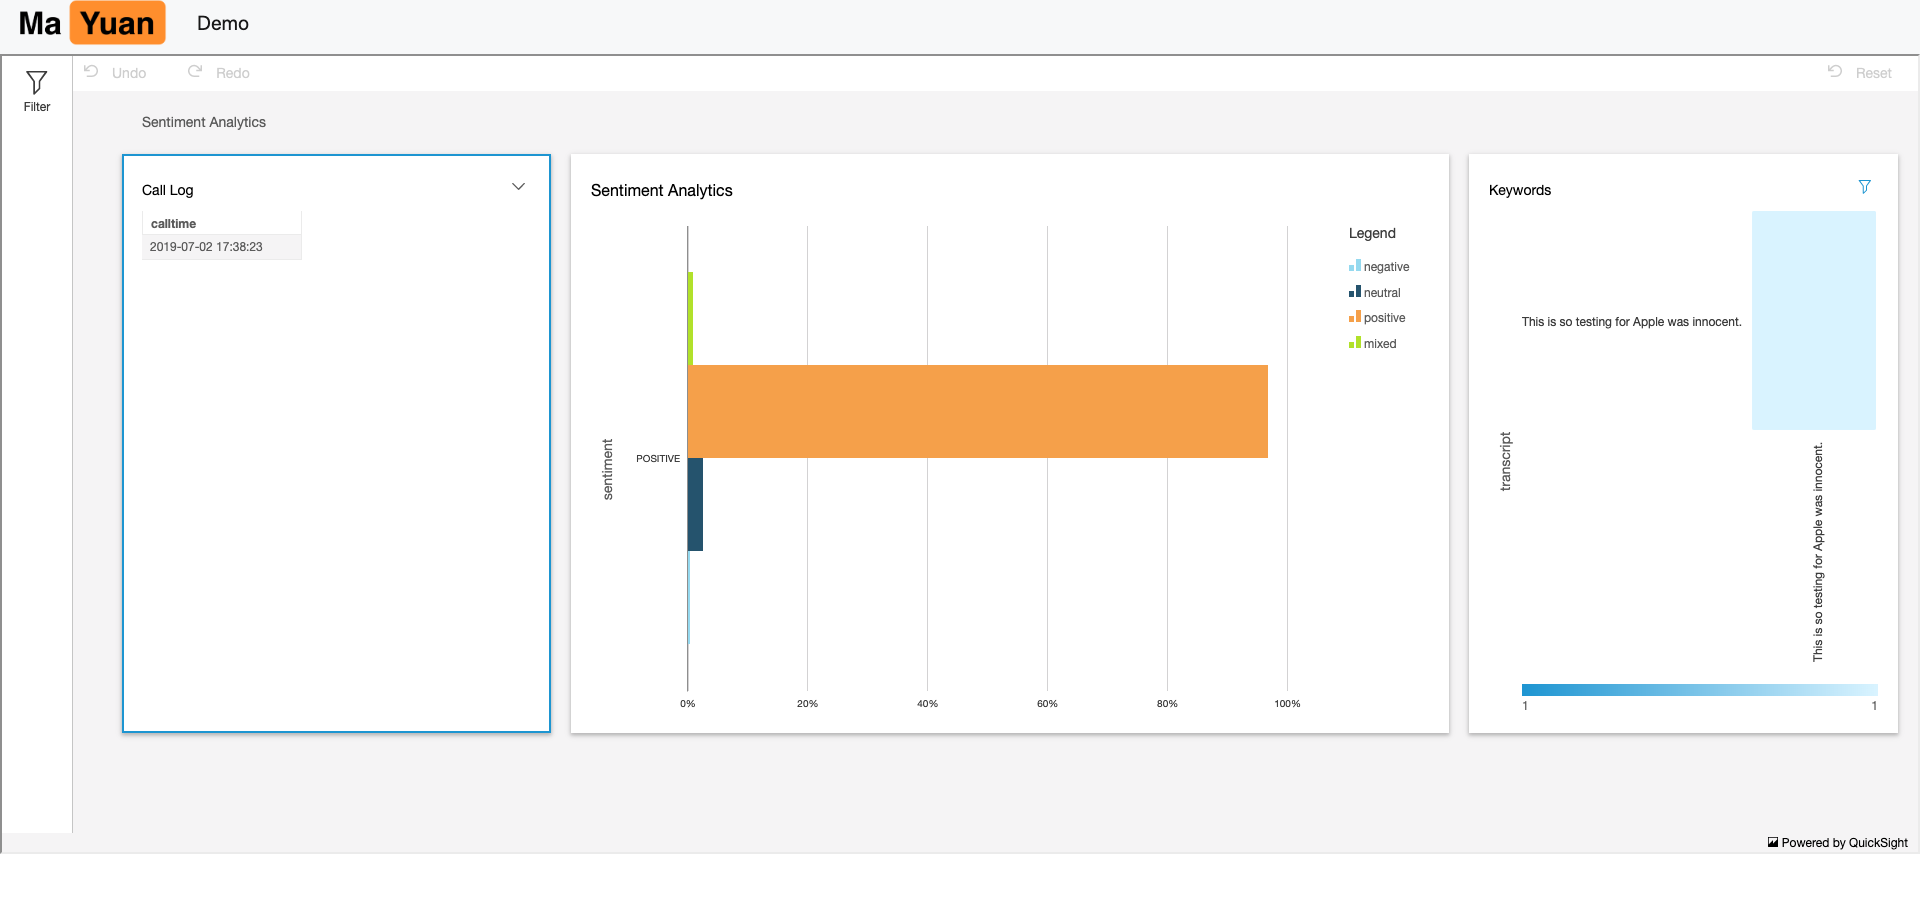 Ma Yuan Demo
Filter
Undo Redo Reset
Sentiment Analytics
Call Log
calltime
2019-07-02 17:38:23
Sentiment Analytics
sentiment
POSITIVE
0% 20% 40% 60% 80% 100%
Legend
negative
neutral
positive
mixed
Keywords
transcript
This is so testing for Apple was innocent.
This is so testing for Apple was innocent.
1 1
Powered by QuickSight